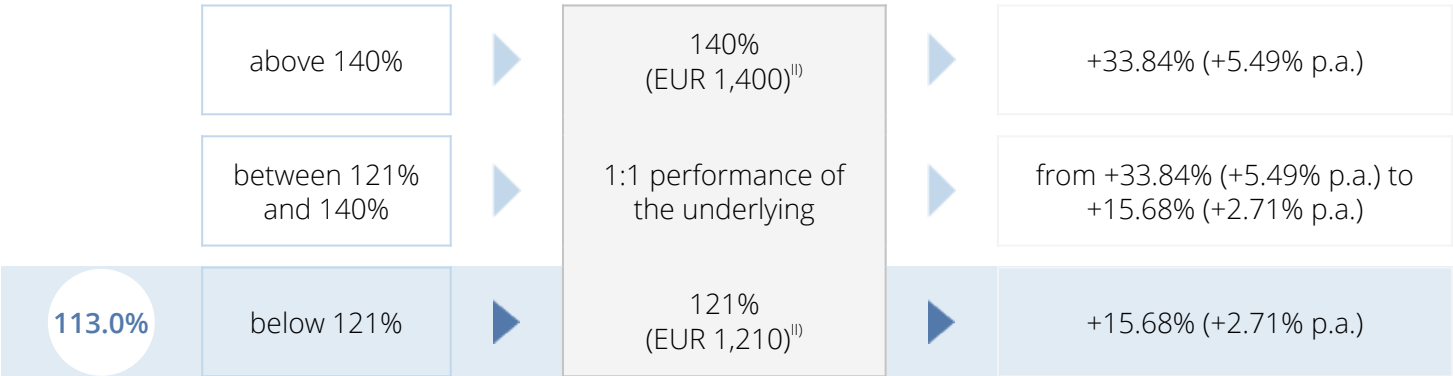 above 140%
140%
(EUR 1,400)II)
+33.84% (+5.49% p.a.)
between 121%
and 140%
1:1 performance of
the underlying
from +33.84% (+5.49% p.a.) to
+15.68% (+2.71% p.a.)
113.0%
below 121%
121%
(EUR 1,210)II)
+15.68% (+2.71% p.a.)